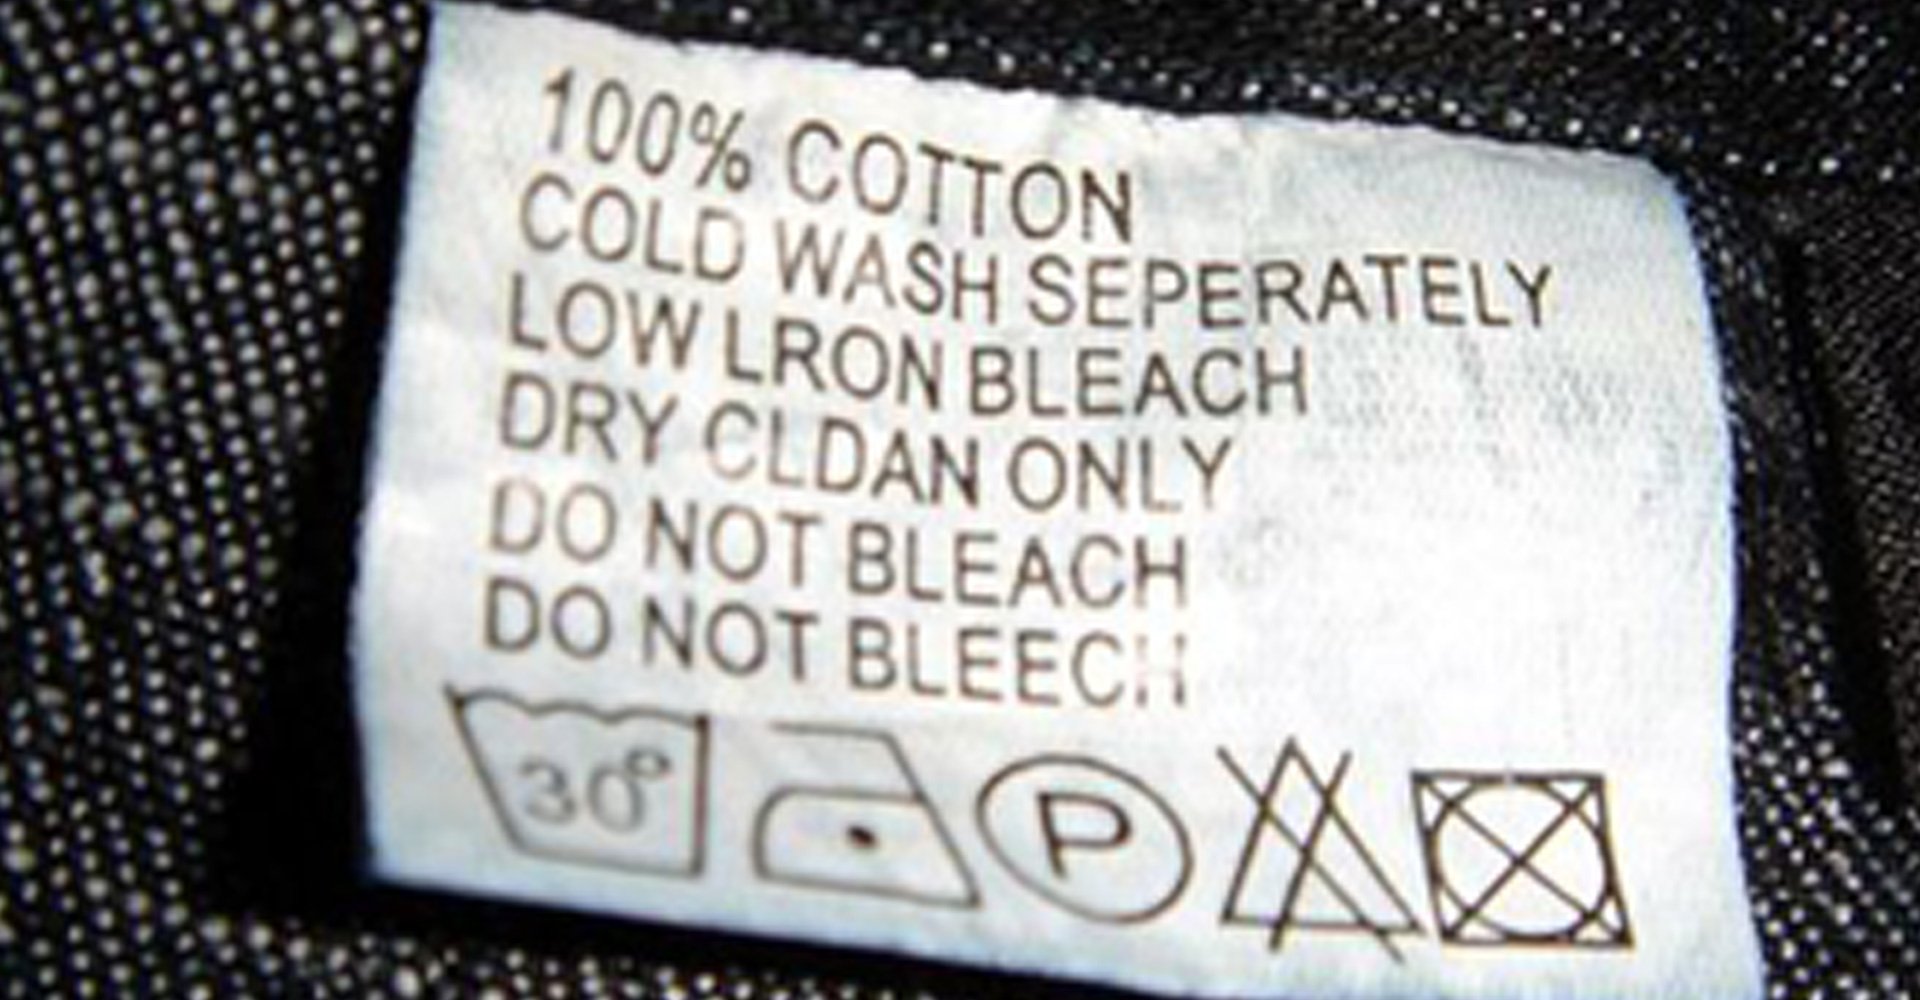 100% COTTON
COLD WASH SEPERATELY
LOW LRON BLEACH
DRY CLDAN ONLY
DO NOT BLEACH
DO NOT BLEECH
30° P